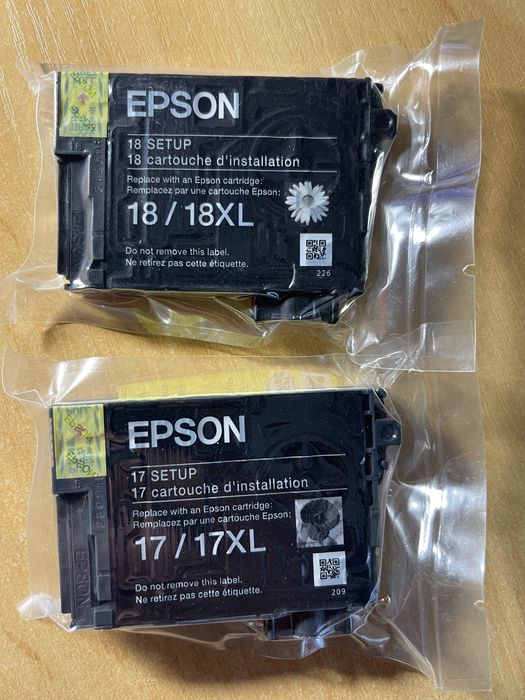 EPSON
18 SETUP
18 cartouche d'installation
Replace with an Epson cartridge:
Remplacez par une cartouche Epson:
18 / 18XL
Do not remove this label.
Ne retirez pas cette étiquette.
226
EPSON
18
EPSON
17 SETUP
17 cartouche d'installation
Replace with an Epson cartridge:
Remplacez par une cartouche Epson:
17 / 17XL
Do not remove this label.
Ne retirez pas cette étiquette.
209
EPSON